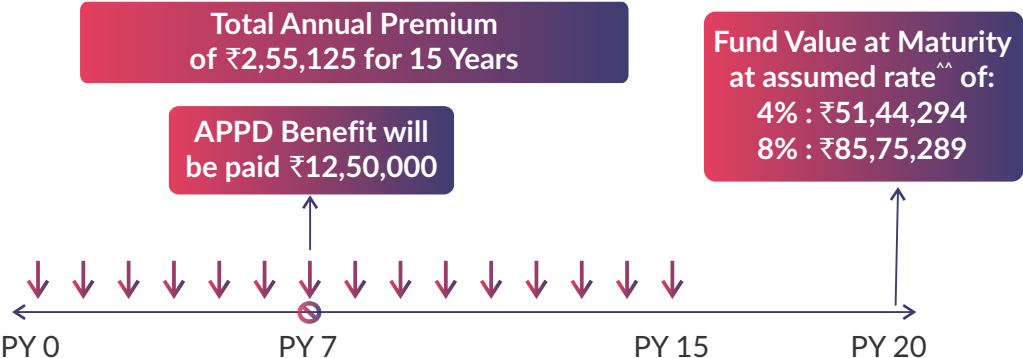 Total Annual Premium
of ₹2,55,125 for 15 Years
Fund Value at Maturity
at assumed rate^^ of:
4% : ₹51,44,294
8% : ₹85,75,289
APPD Benefit will
be paid ₹12,50,000
PY 0
PY 7
PY 15
PY 20